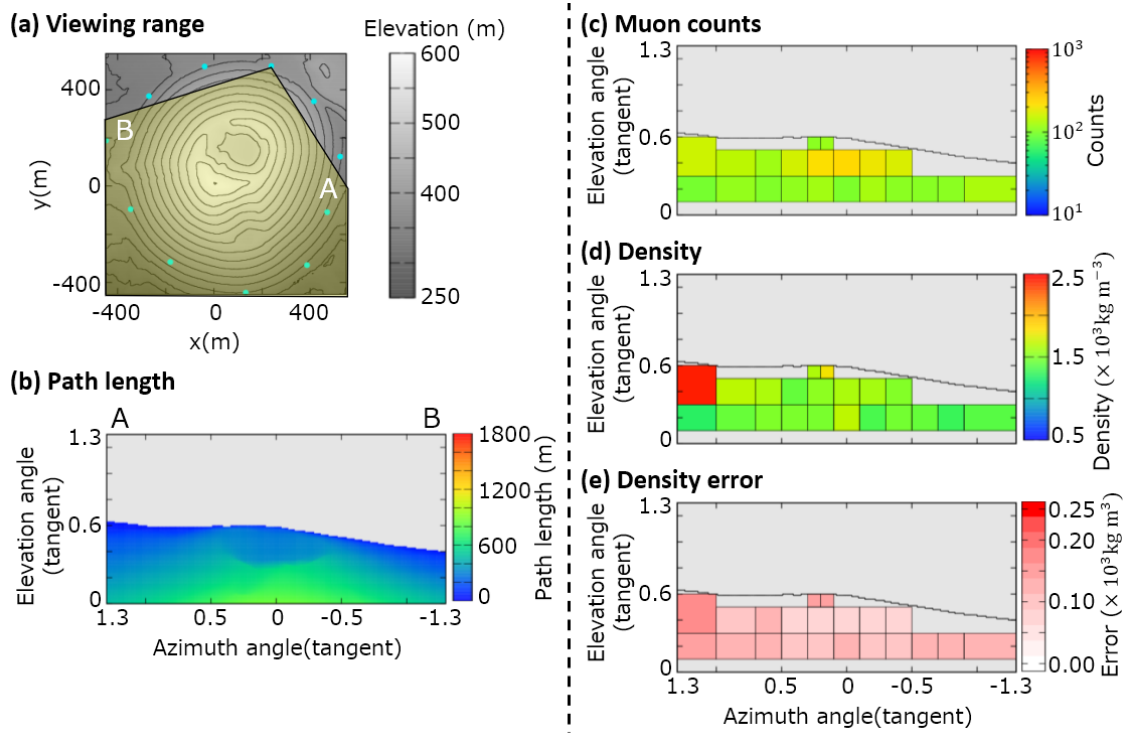 (a) Viewing range
Elevation (m)
600
500
400
250
400
0
-400
y(m)
B
A
-400 0 400
x(m)
(b) Path length
A B
1.3
0.6
0
Elevation angle
(tangent)
1800
1200
600
0
Path length (m)
1.3 0.5 0 -0.5 -1.3
Azimuth angle(tangent)
(c) Muon counts
1.3
0.6
0
Elevation angle
(tangent)
10³
10²
10¹
Counts
(d) Density
1.3
0.6
0
Elevation angle
(tangent)
2.5
1.5
0.5
Density (× 10³kg m⁻³)
(e) Density error
1.3
0.6
0
Elevation angle
(tangent)
0.25
0.20
0.10
0.00
Error (× 10³kg m³)
1.3 0.5 0 -0.5 -1.3
Azimuth angle(tangent)